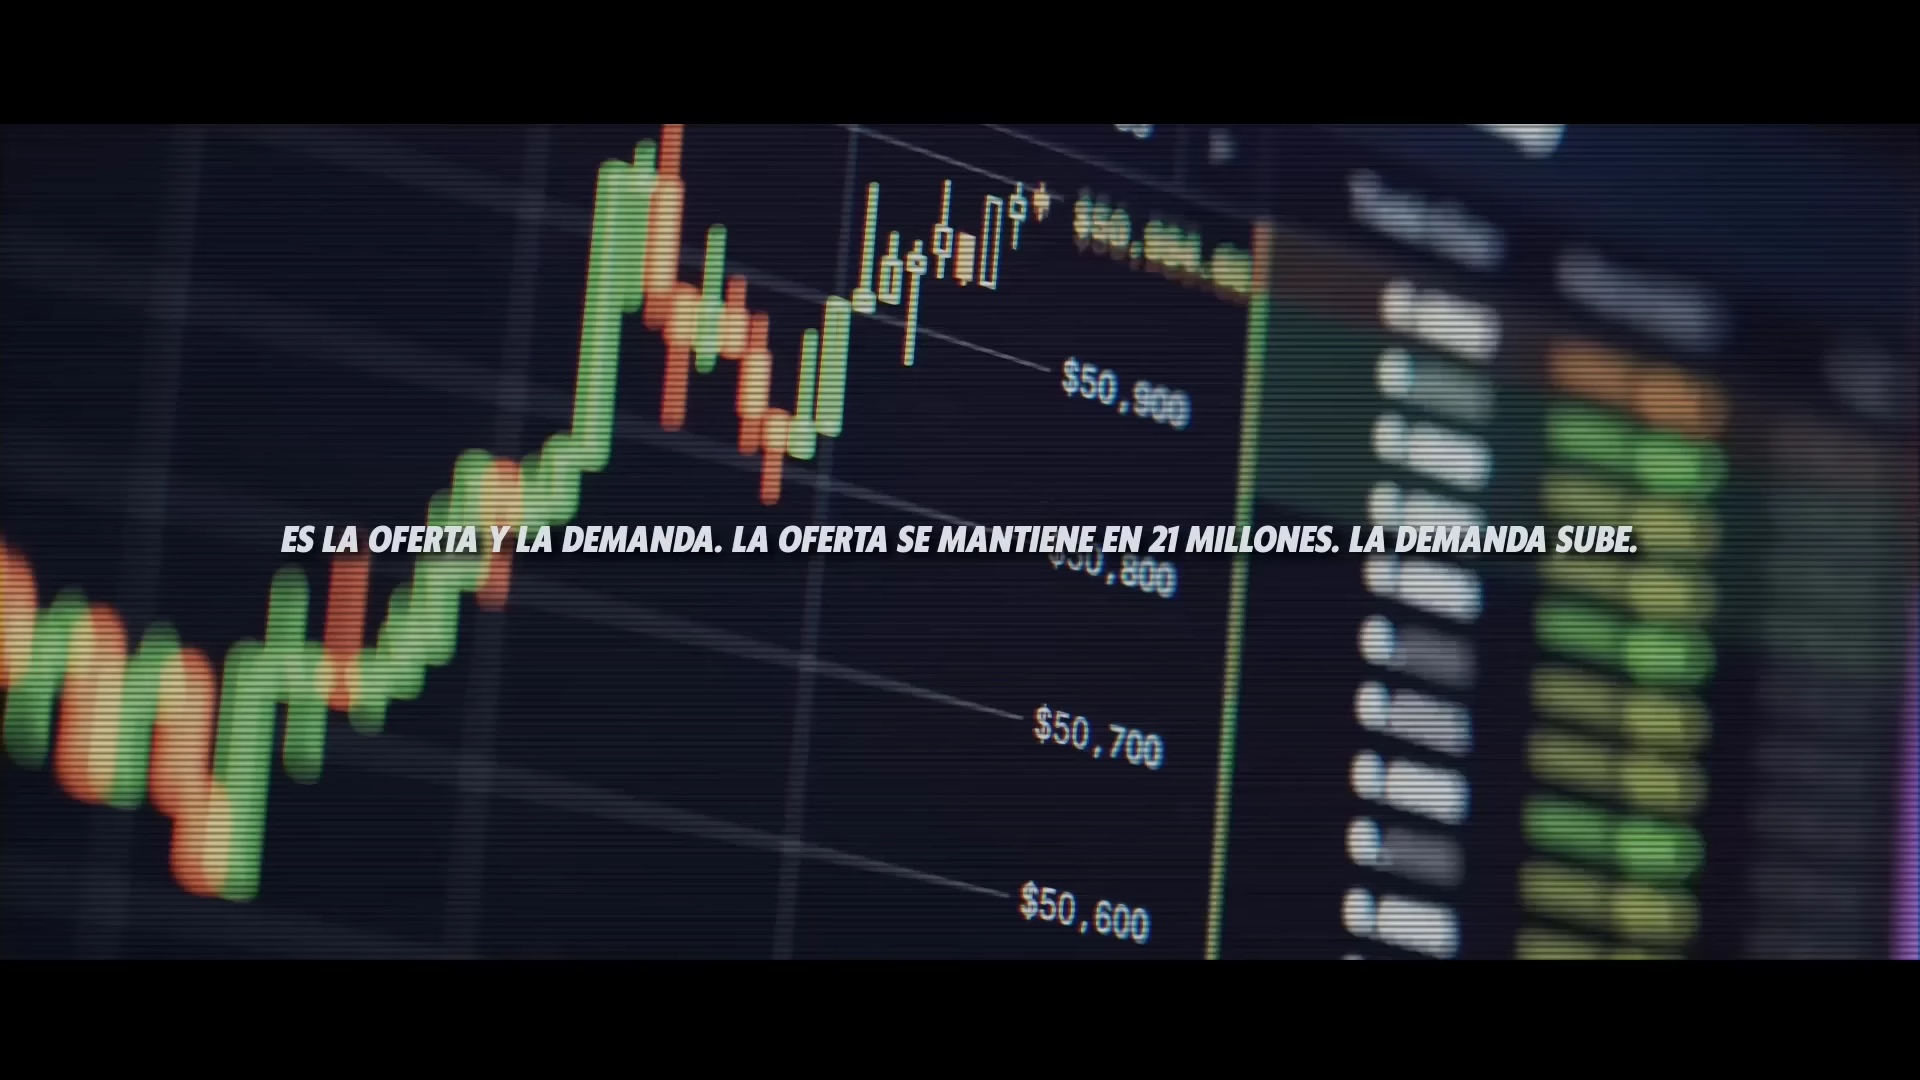 $50,900
ES LA OFERTA Y LA DEMANDA. LA OFERTA SE MANTIENE EN 21 MILLONES. LA DEMANDA SUBE.
$50,800
$50,700
$50,600